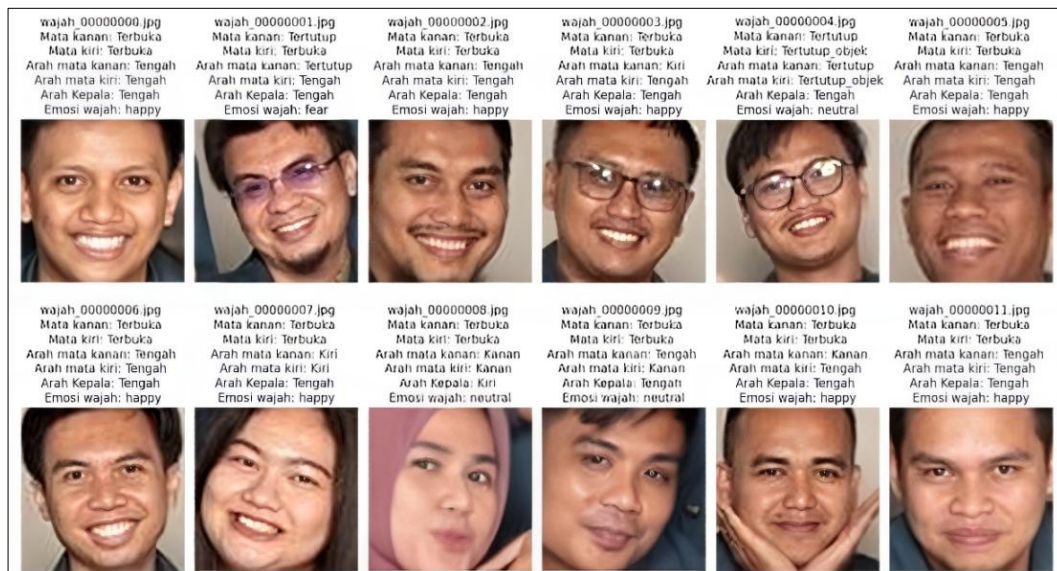 wajah_00000000.jpg
Mata kanan: Terbuka
Mata kiri: Terbuka
Arah mata kanan: Tengah
Arah mata kiri: Tengah
Arah Kepala: Tengah
Emosi wajah: happy
wajah_00000001.jpg
Mata kanan: Tertutup
Mata kiri: Terbuka
Arah mata kanan: Tertutup
Arah mata kiri: Tengah
Arah Kepala: Tengah
Emosi wajah: fear
wajah_00000002.jpg
Mata kanan: Terbuka
Mata kiri: Terbuka
Arah mata kanan: Tengah
Arah mata kiri: Tengah
Arah Kepala: Tengah
Emosi wajah: happy
wajah_00000003.jpg
Mata kanan: Terbuka
Mata kiri: Terbuka
Arah mata kanan: Kiri
Arah mata kiri: Tengah
Arah Kepala: Tengah
Emosi wajah: happy
wajah_00000004.jpg
Mata kanan: Tertutup
Mata kiri: Tertutup_objek
Arah mata kanan: Tertutup
Arah mata kiri: Tertutup_objek
Arah Kepala: Tengah
Emosi wajah: neutral
wajah_00000005.jpg
Mata kanan: Terbuka
Mata kiri: Terbuka
Arah mata kanan: Tengah
Arah mata kiri: Tengah
Arah Kepala: Tengah
Emosi wajah: happy
wajah_00000006.jpg
Mata kanan: Terbuka
Mata kiri: Terbuka
Arah mata kanan: Tengah
Arah mata kiri: Tengah
Arah Kepala: Tengah
Emosi wajah: happy
wajah_00000007.jpg
Mata kanan: Terbuka
Mata kiri: Terbuka
Arah mata kanan: Kiri
Arah mata kiri: Kiri
Arah Kepala: Tengah
Emosi wajah: happy
wajah_00000008.jpg
Mata kanan: Terbuka
Mata kiri: Terbuka
Arah mata kanan: Kanan
Arah mata kiri: Kanan
Arah Kepala: Kiri
Emosi wajah: neutral
wajah_00000009.jpg
Mata kanan: Terbuka
Mata kiri: Terbuka
Arah mata kanan: Tengah
Arah mata kiri: Kanan
Arah Kepala: Tengah
Emosi wajah: neutral
wajah_00000010.jpg
Mata kanan: Terbuka
Mata kiri: Terbuka
Arah mata kanan: Kanan
Arah mata kiri: Tengah
Arah Kepala: Tengah
Emosi wajah: happy
wajah_00000011.jpg
Mata kanan: Terbuka
Mata kiri: Terbuka
Arah mata kanan: Tengah
Arah mata kiri: Tengah
Arah Kepala: Tengah
Emosi wajah: happy